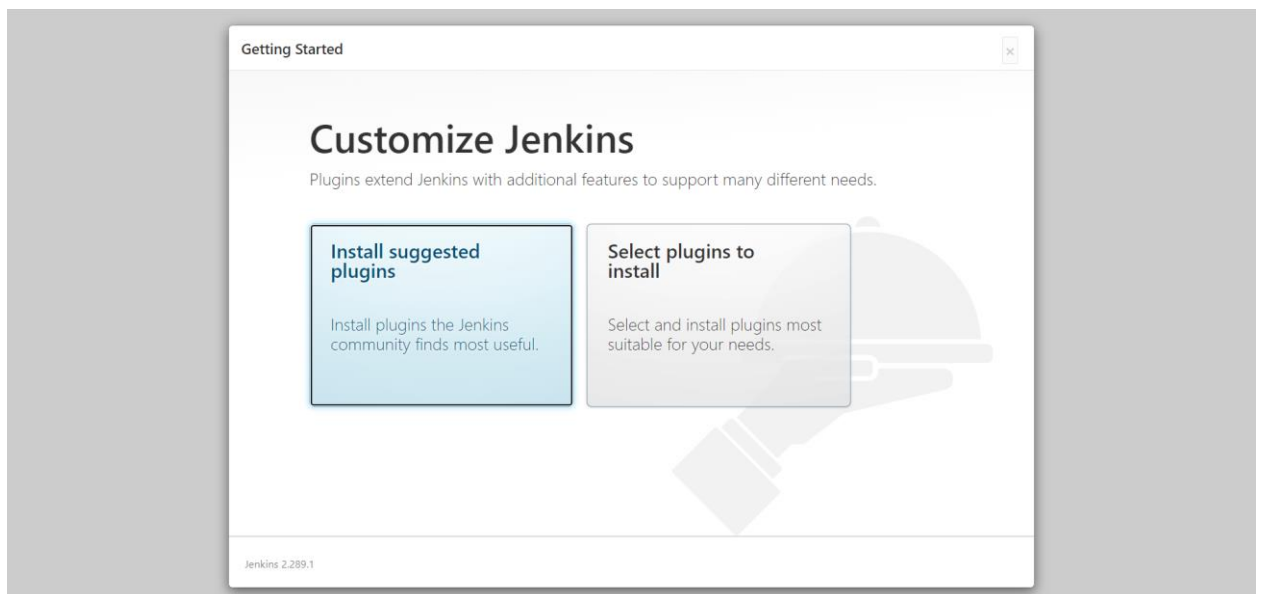 Getting Started
×
Customize Jenkins
Plugins extend Jenkins with additional features to support many different needs.
Install suggested
plugins
Install plugins the Jenkins
community finds most useful.
Select plugins to
install
Select and install plugins most
suitable for your needs.
Jenkins 2.289.1